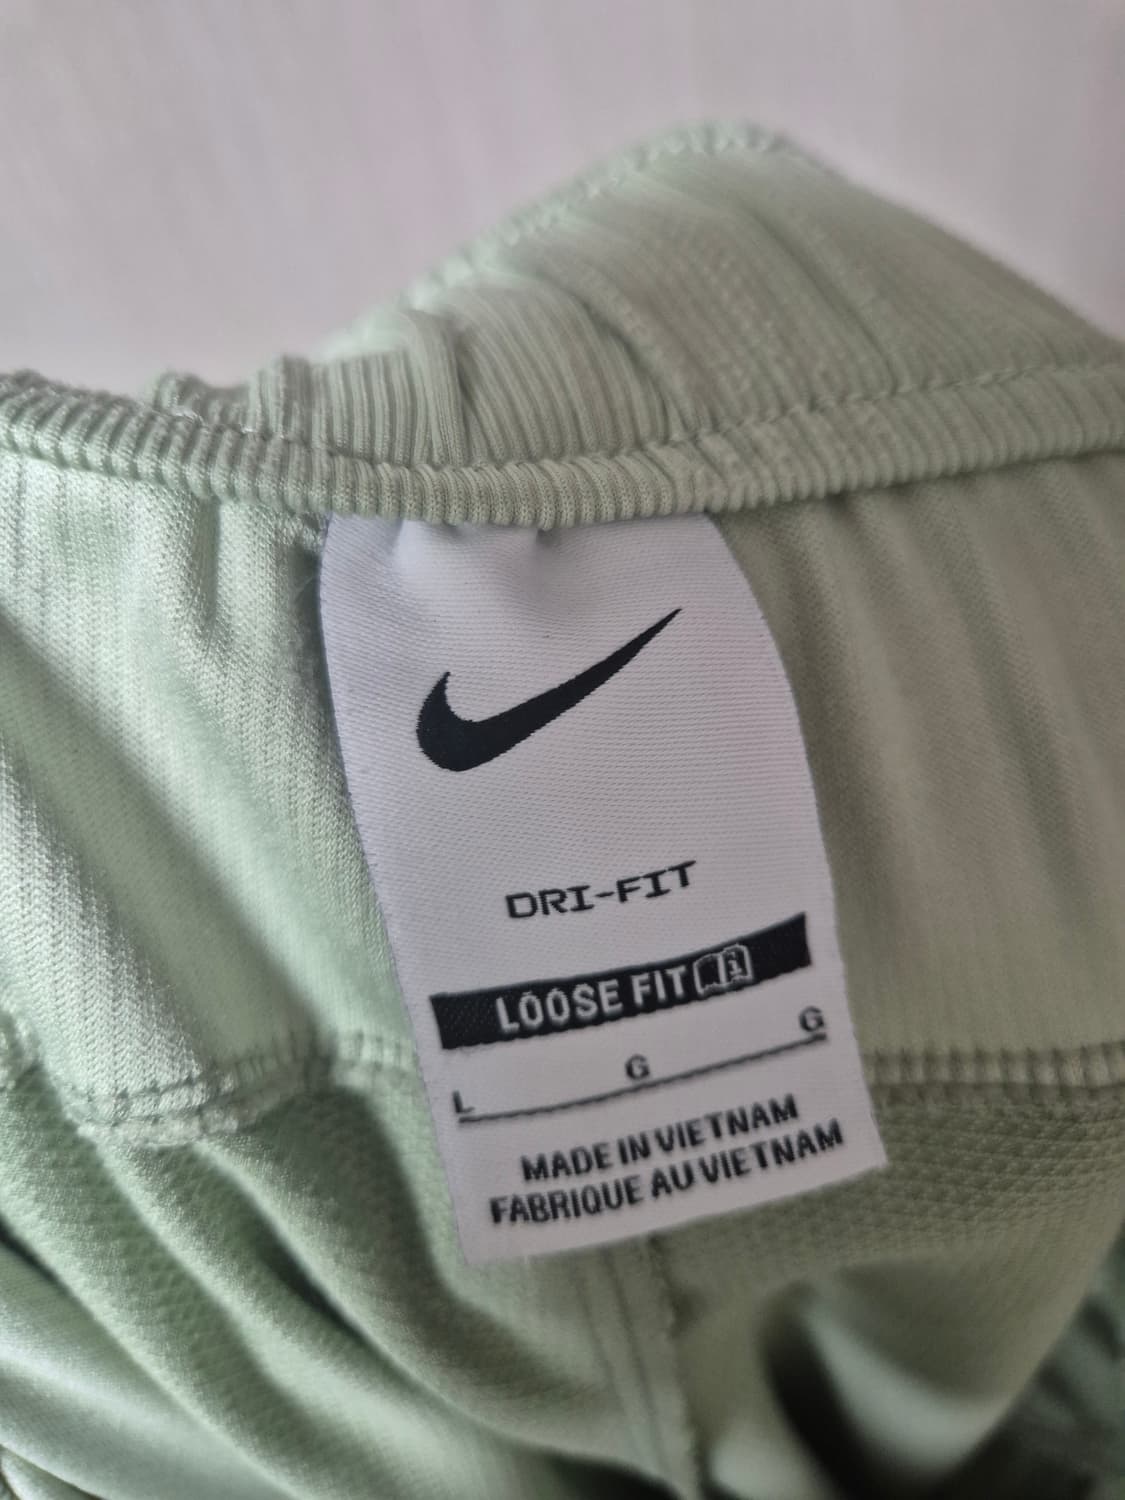 DRI-FIT
LOOSE FIT i
L G G
MADE IN VIETNAM
FABRIQUE AU VIETNAM